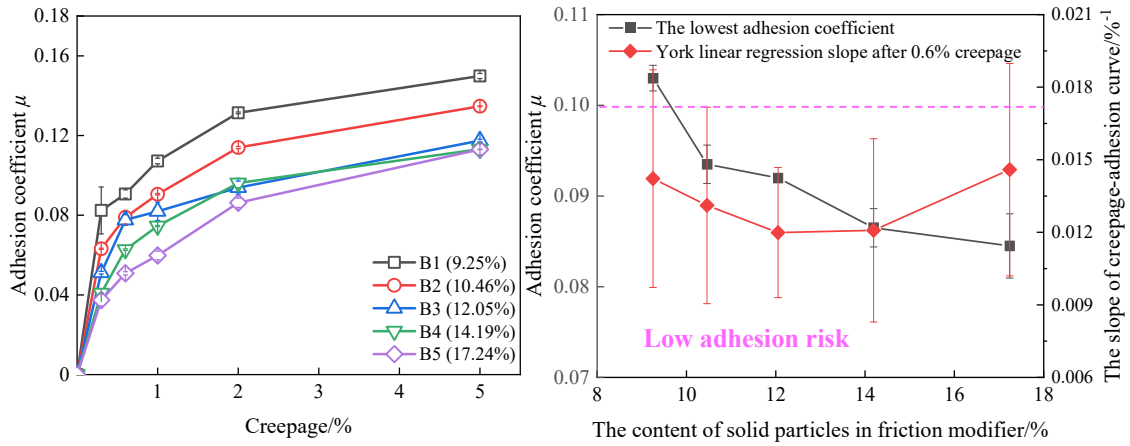 0.18
0.12
0.08
0.04
0
1
2
3
4
5
Adhesion coefficient μ
Creepage/%
B1 (9.25%)
B2 (10.46%)
B3 (12.05%)
B4 (14.19%)
B5 (17.24%)
0.11
0.10
0.09
0.08
0.07
Adhesion coefficient μ
The lowest adhesion coefficient
York linear regression slope after 0.6% creepage
Low adhesion risk
8
10
12
14
16
18
The content of solid particles in friction modifier/%
0.021
0.018
0.015
0.012
0.009
0.006
The slope of creepage-adhesion curve/%⁻¹